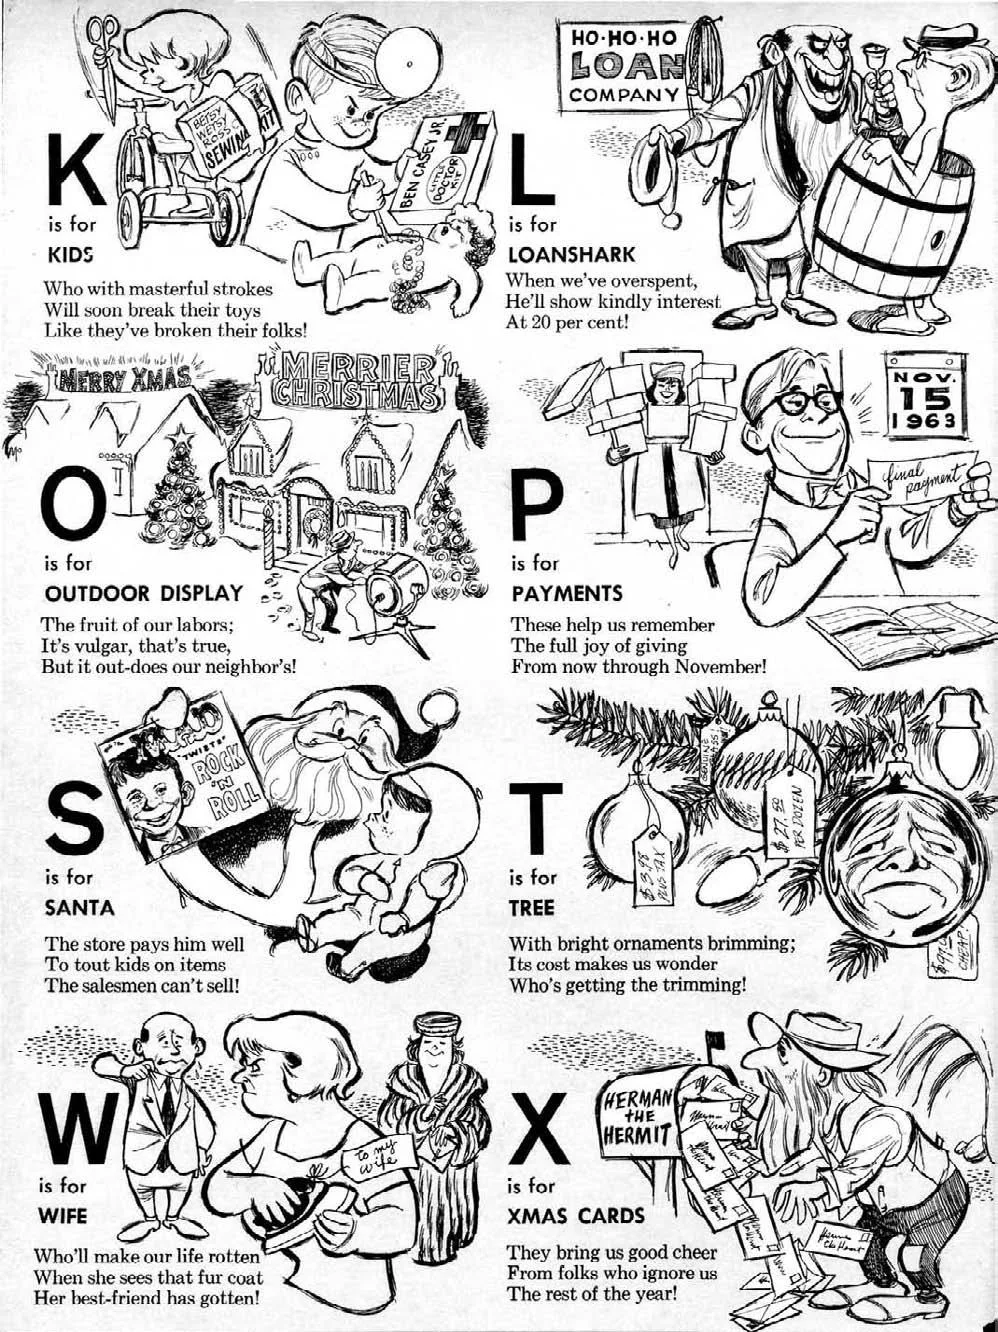 K
is for
KIDS
BETSY
WETSY
ROSS
SEWING
KIT
BEN CASEY JR.
LITTLE
DOCTOR
KIT
Who with masterful strokes
Will soon break their toys
Like they've broken their folks!
L
is for
LOANSHARK
HO·HO·HO
LOAN
COMPANY
When we've overspent,
He'll show kindly interest
At 20 per cent!
O
is for
OUTDOOR DISPLAY
MERRY XMAS
MERRIER
CHRISTMAS
The fruit of our labors;
It's vulgar, that's true,
But it out-does our neighbor's!
P
is for
PAYMENTS
NOV.
15
1963
final
payment
These help us remember
The full joy of giving
From now through November!
S
is for
SANTA
"TWISTS"
ROCK
'N
ROLL
The store pays him well
To tout kids on items
The salesmen can't sell!
T
is for
TREE
GENUINE
GLASS
PLUS TAX
$27.50
PER DOZEN
CHEAP
With bright ornaments brimming;
Its cost makes us wonder
Who's getting the trimming!
W
is for
WIFE
to my
wife
Who'll make our life rotten
When she sees that fur coat
Her best-friend has gotten!
X
is for
XMAS CARDS
HERMAN
THE
HERMIT
They bring us good cheer
From folks who ignore us
The rest of the year!